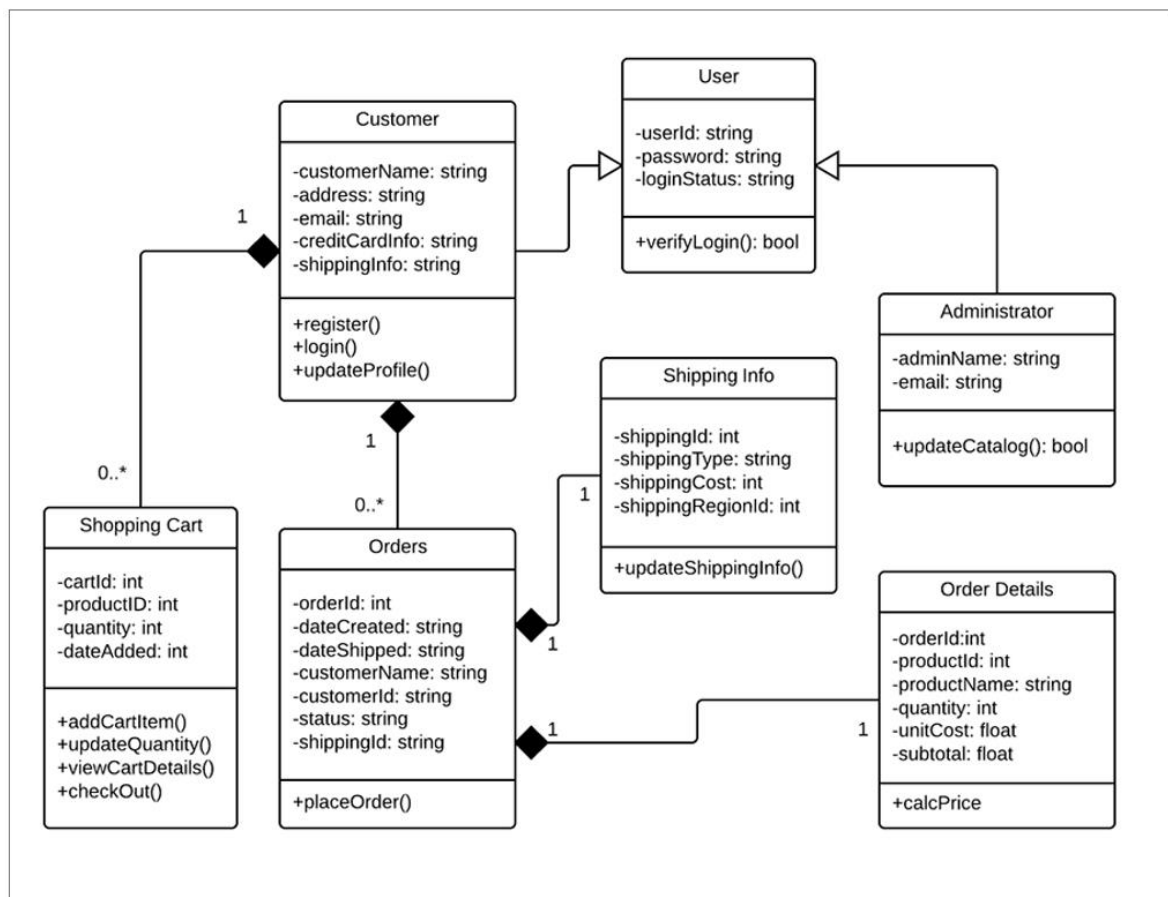 User
-userId: string
-password: string
-loginStatus: string
+verifyLogin(): bool
Customer
-customerName: string
-address: string
-email: string
-creditCardInfo: string
-shippingInfo: string
+register()
+login()
+updateProfile()
1
1
0..*
0..*
Administrator
-adminName: string
-email: string
+updateCatalog(): bool
Shipping Info
-shippingId: int
-shippingType: string
-shippingCost: int
-shippingRegionId: int
+updateShippingInfo()
1
1
Shopping Cart
-cartId: int
-productID: int
-quantity: int
-dateAdded: int
+addCartItem()
+updateQuantity()
+viewCartDetails()
+checkOut()
Orders
-orderId: int
-dateCreated: string
-dateShipped: string
-customerName: string
-customerId: string
-status: string
-shippingId: string
+placeOrder()
1
1
Order Details
-orderId:int
-productId: int
-productName: string
-quantity: int
-unitCost: float
-subtotal: float
+calcPrice